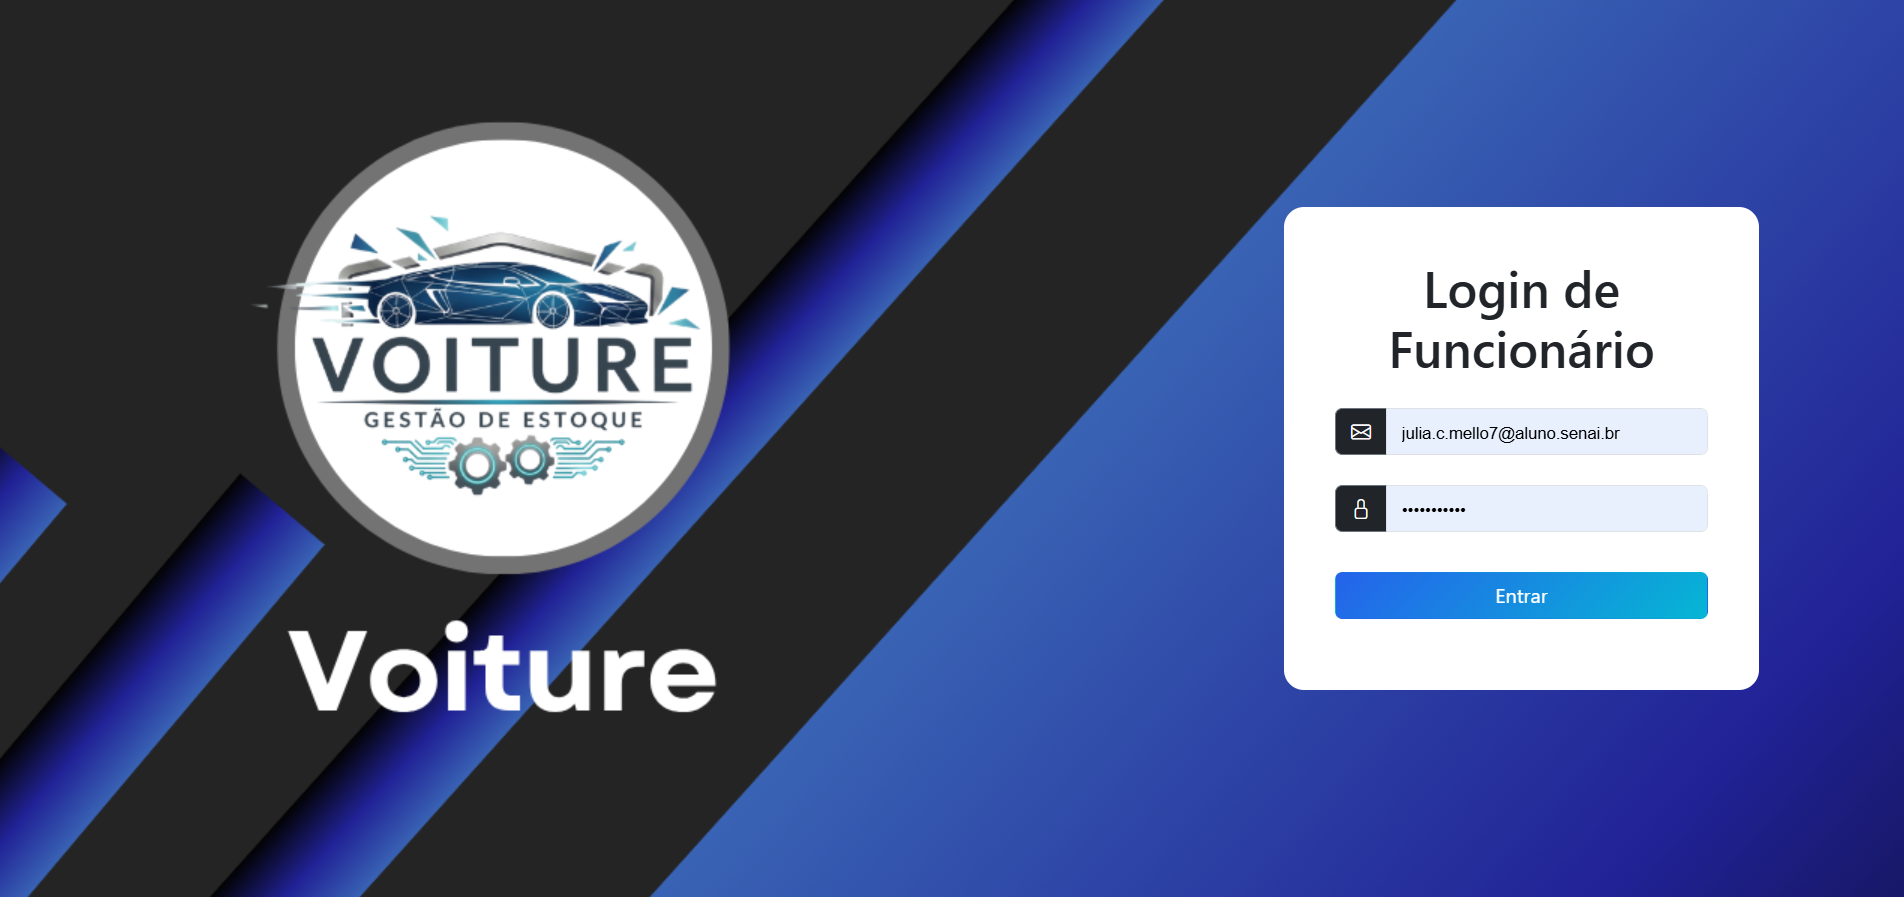 VOITURE
GESTÃO DE ESTOQUE
Voiture
Login de
Funcionário
julia.c.mello7@aluno.senai.br
•••••••••••
Entrar